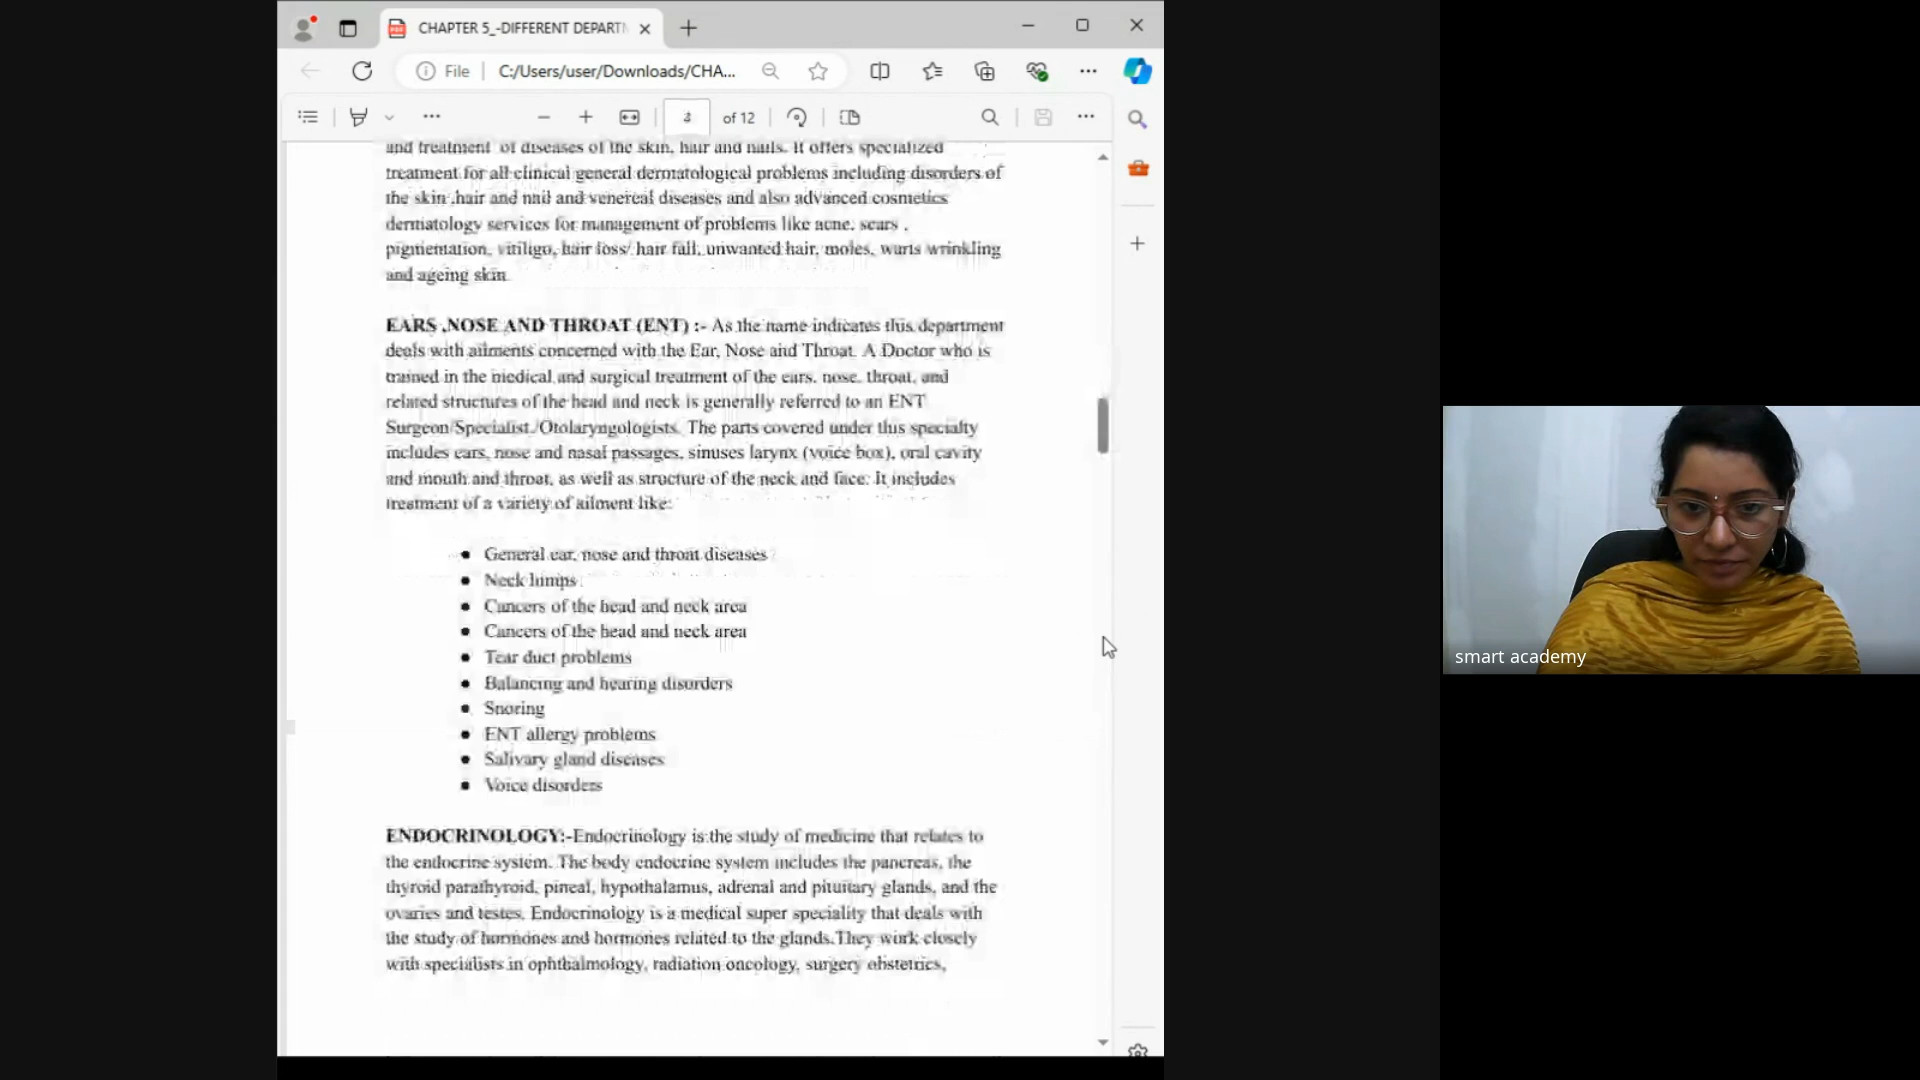 CHAPTER 5_-DIFFERENT DEPART
File
C:/Users/user/Downloads/CHA...
of 12
and treatment of diseases of the skin, hair and nails. It offers specialized
treatment for all clinical general dermatological problems including disorders of
the skin ,hair and nail and venereal diseases and also advanced cosmetics
dermatology services for management of problems like acne, scars ,
pigmentation, vitiligo, hair loss/ hair fall, unwanted hair, moles, warts wrinkling
and ageing skin
EARS ,NOSE AND THROAT (ENT) :- As the name indicates this department
deals with ailments concerned with the Ear, Nose and Throat. A Doctor who is
trained in the medical and surgical treatment of the ears, nose, throat, and
related structures of the head and neck is generally referred to an ENT
Surgeon/Specialist./Otolaryngologists. The parts covered under this specialty
includes ears, nose and nasal passages, sinuses larynx (voice box), oral cavity
and mouth and throat, as well as structure of the neck and face. It includes
treatment of a variety of ailment like:
● General ear, nose and throat diseases
● Neck lumps
● Cancers of the head and neck area
● Cancers of the head and neck area
● Tear duct problems
● Balancing and hearing disorders
● Snoring
● ENT allergy problems
● Salivary gland diseases
● Voice disorders
ENDOCRINOLOGY:-Endocrinology is the study of medicine that relates to
the endocrine system. The body endocrine system includes the pancreas, the
thyroid parathyroid, pineal, hypothalamus, adrenal and pituitary glands, and the
ovaries and testes. Endocrinology is a medical super speciality that deals with
the study of hormones and hormones related to the glands.They work closely
with specialists in ophthalmology, radiation oncology, surgery obstetrics,
smart academy